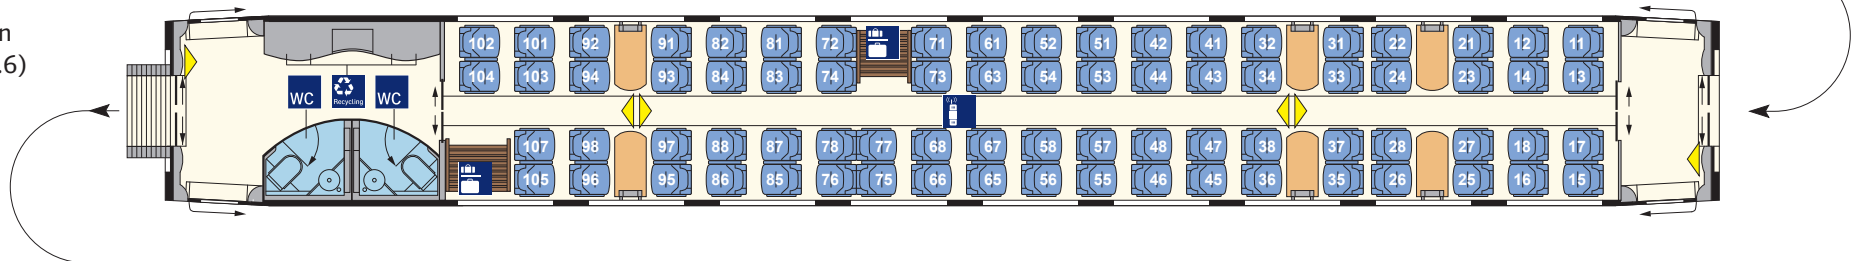 n
.6)
102 101 92 91 82 81 72 71 61 52 51 42 41 32 31 22 21 12 11
104 103 94 93 84 83 74 73 63 54 53 44 43 34 33 24 23 14 13
WC Recycling WC
107 98 97 88 87 78 77 68 67 58 57 48 47 38 37 28 27 18 17
105 96 95 86 85 76 75 66 65 56 55 46 45 36 35 26 25 16 15